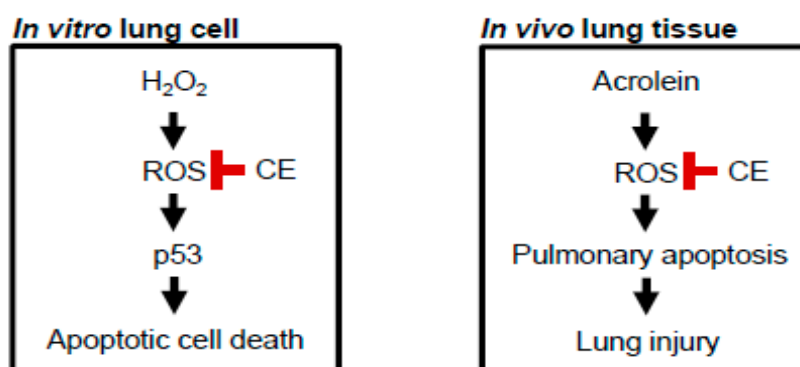 In vitro lung cell
H₂O₂
ROS CE
p53
Apoptotic cell death
In vivo lung tissue
Acrolein
ROS CE
Pulmonary apoptosis
Lung injury